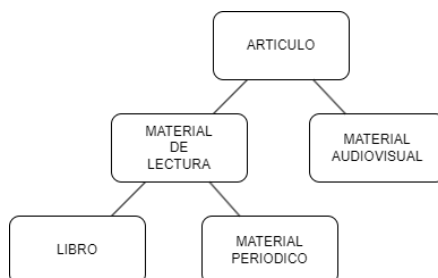 ARTICULO
MATERIAL
DE
LECTURA
MATERIAL
AUDIOVISUAL
LIBRO
MATERIAL
PERIODICO